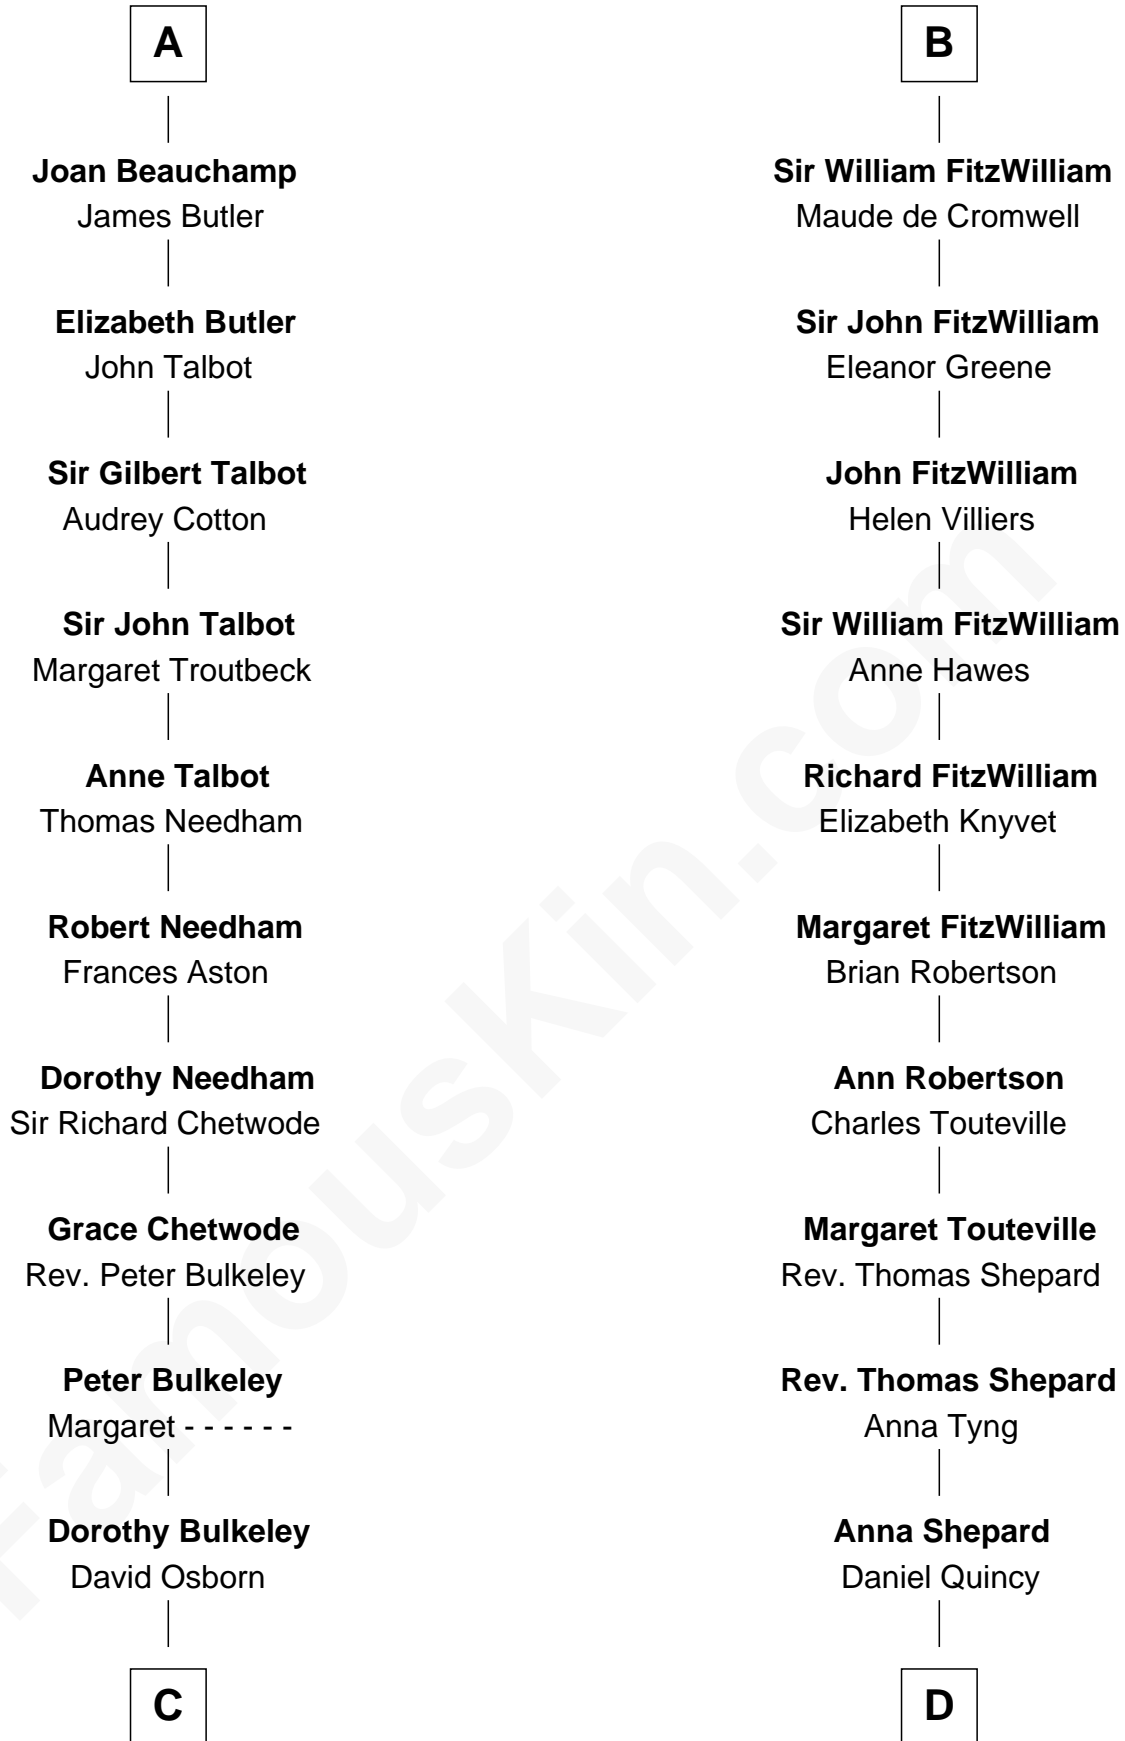 A
Joan Beauchamp
James Butler
Elizabeth Butler
John Talbot
Sir Gilbert Talbot
Audrey Cotton
Sir John Talbot
Margaret Troutbeck
Anne Talbot
Thomas Needham
Robert Needham
Frances Aston
Dorothy Needham
Sir Richard Chetwode
Grace Chetwode
Rev. Peter Bulkeley
Peter Bulkeley
Margaret - - - - - -
Dorothy Bulkeley
David Osborn
C
B
Sir William FitzWilliam
Maude de Cromwell
Sir John FitzWilliam
Eleanor Greene
John FitzWilliam
Helen Villiers
Sir William FitzWilliam
Anne Hawes
Richard FitzWilliam
Elizabeth Knyvet
Margaret FitzWilliam
Brian Robertson
Ann Robertson
Charles Touteville
Margaret Touteville
Rev. Thomas Shepard
Rev. Thomas Shepard
Anna Tyng
Anna Shepard
Daniel Quincy
D
FamousKin.com